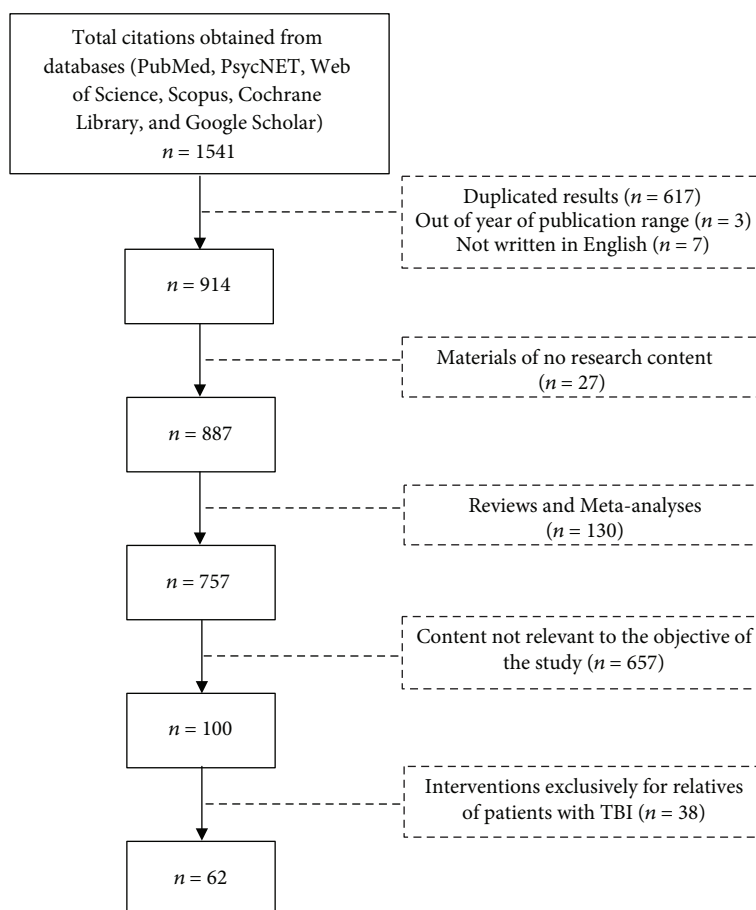 Total citations obtained from
databases (PubMed, PsycNET, Web
of Science, Scopus, Cochrane
Library, and Google Scholar)
n = 1541
Duplicated results (n = 617)
Out of year of publication range (n = 3)
Not written in English (n = 7)
n = 914
Materials of no research content
(n = 27)
n = 887
Reviews and Meta-analyses
(n = 130)
n = 757
Content not relevant to the objective of
the study (n = 657)
n = 100
Interventions exclusively for relatives
of patients with TBI (n = 38)
n = 62